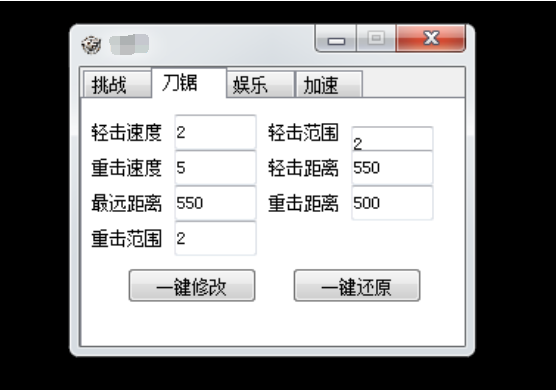 挑战 刀锯 娱乐 加速
轻击速度 2 轻击范围 2
重击速度 5 轻击距离 550
最远距离 550 重击距离 500
重击范围 2
一键修改 一键还原